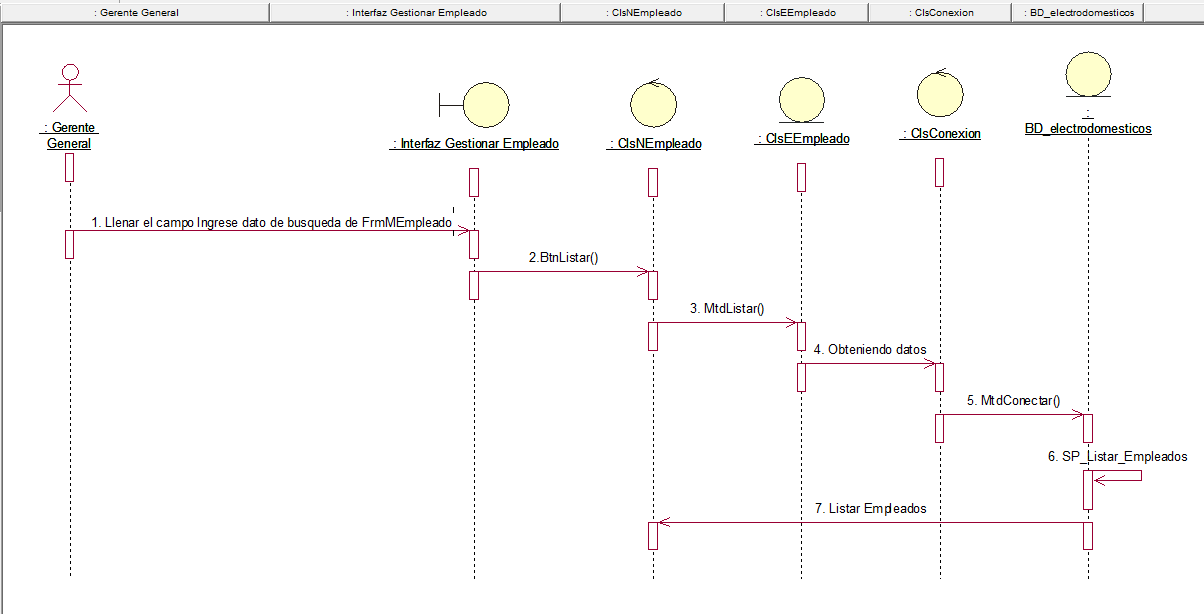 : Gerente General
: Interfaz Gestionar Empleado
: ClsNEmpleado
: ClsEEmpleado
: ClsConexion
: BD_electrodomesticos
: Gerente
General
: Interfaz Gestionar Empleado
: ClsNEmpleado
: ClsEEmpleado
: ClsConexion
:
BD_electrodomesticos
1. Llenar el campo Ingrese dato de busqueda de FrmMEmpleado
2.BtnListar()
3. MtdListar()
4. Obteniendo datos
5. MtdConectar()
6. SP_Listar_Empleados
7. Listar Empleados